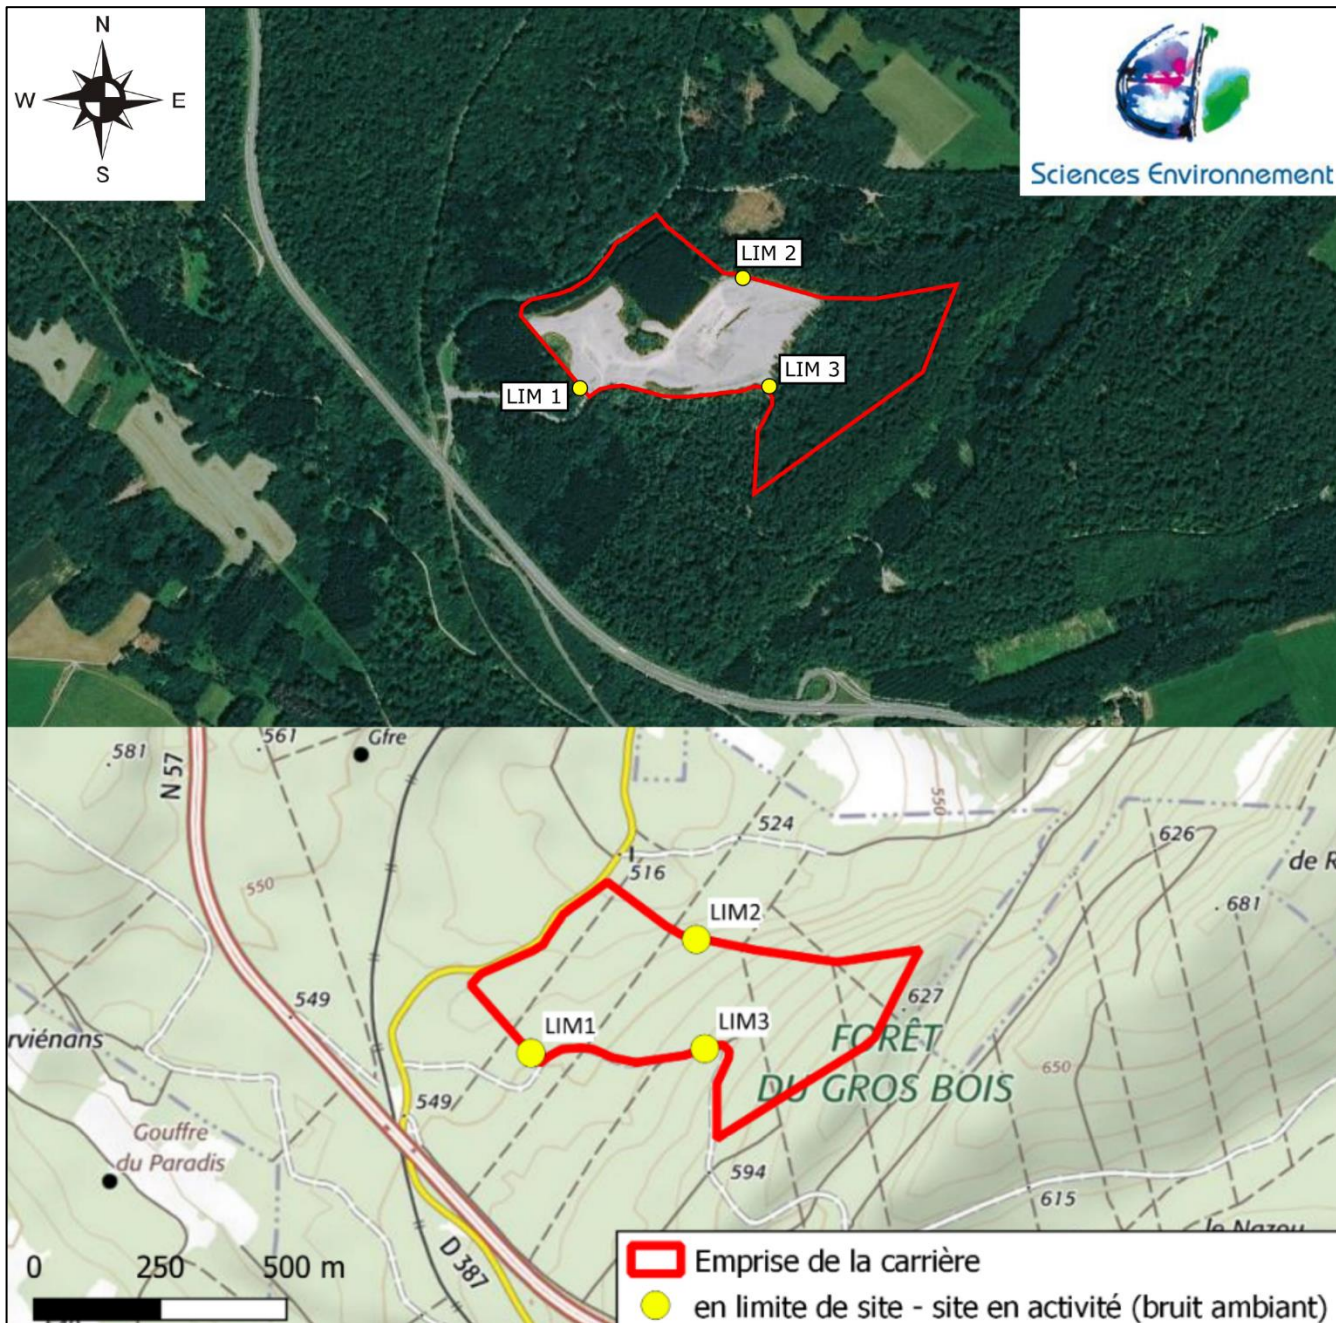 N
W
E
S
Sciences Environnement
LIM 2
LIM 3
LIM 1
581
N 57
561
Gfre
550
516
524
550
626
de R
681
LIM2
549
LIM1
LIM3
627
rviénans
FORÊT
DU GROS BOIS
650
549
Gouffre
du Paradis
594
615
le Nazou
D 387
0 250 500 m
Emprise de la carrière
en limite de site - site en activité (bruit ambiant)